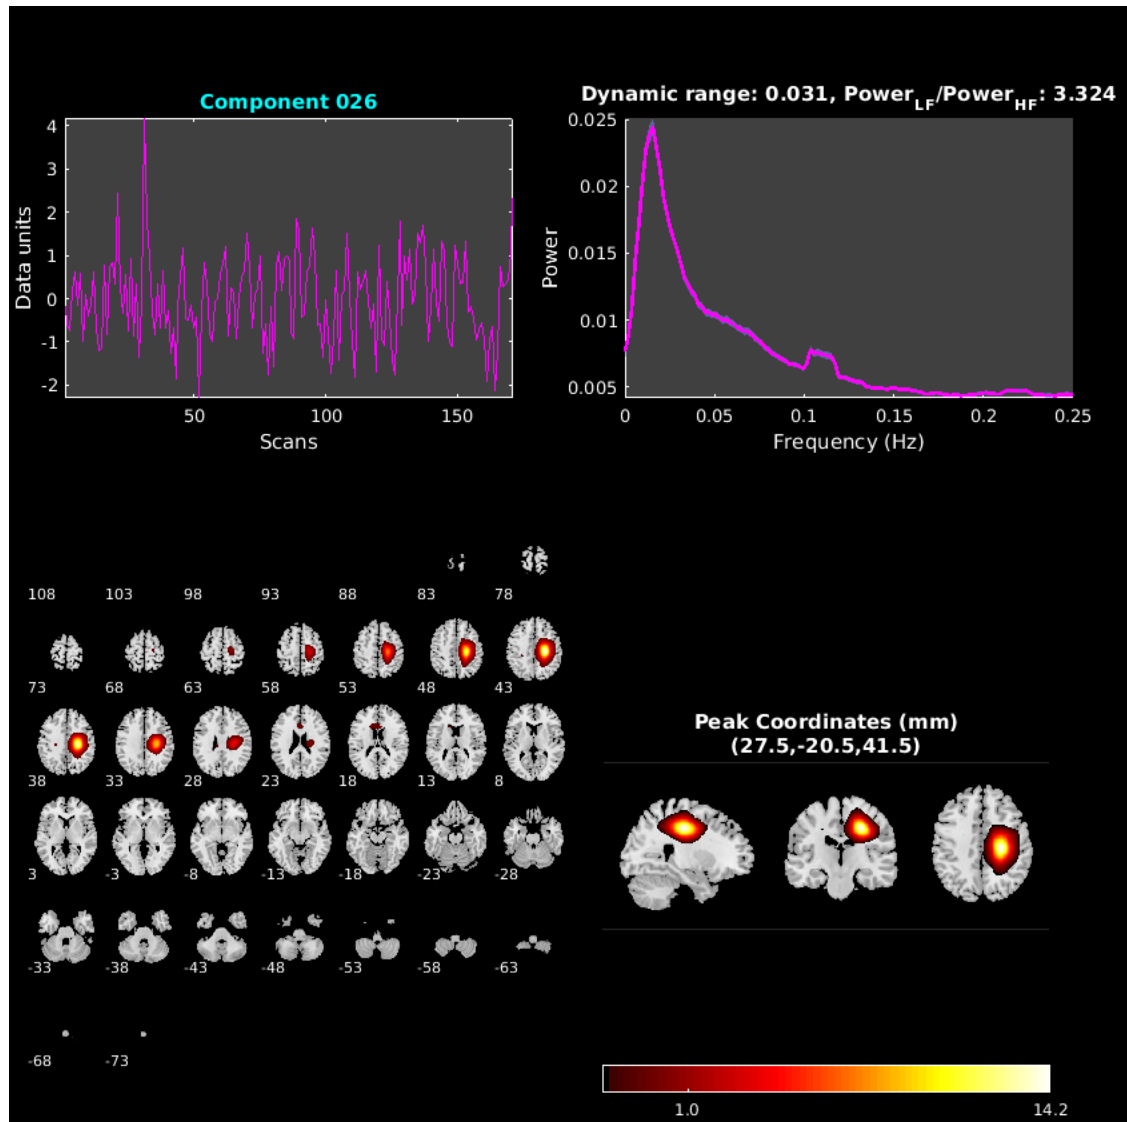 Component 026
4
3
2
1
0
-1
-2
50 100 150
Data units
Scans
Dynamic range: 0.031, PowerLF/PowerHF: 3.324
0.025
0.02
0.015
0.01
0.005
0 0.05 0.1 0.15 0.2 0.25
Power
Frequency (Hz)
108 103 98 93 88 83 78
73 68 63 58 53 48 43
38 33 28 23 18 13 8
3 -3 -8 -13 -18 -23 -28
-33 -38 -43 -48 -53 -58 -63
-68 -73
Peak Coordinates (mm)
(27.5,-20.5,41.5)
1.0 14.2